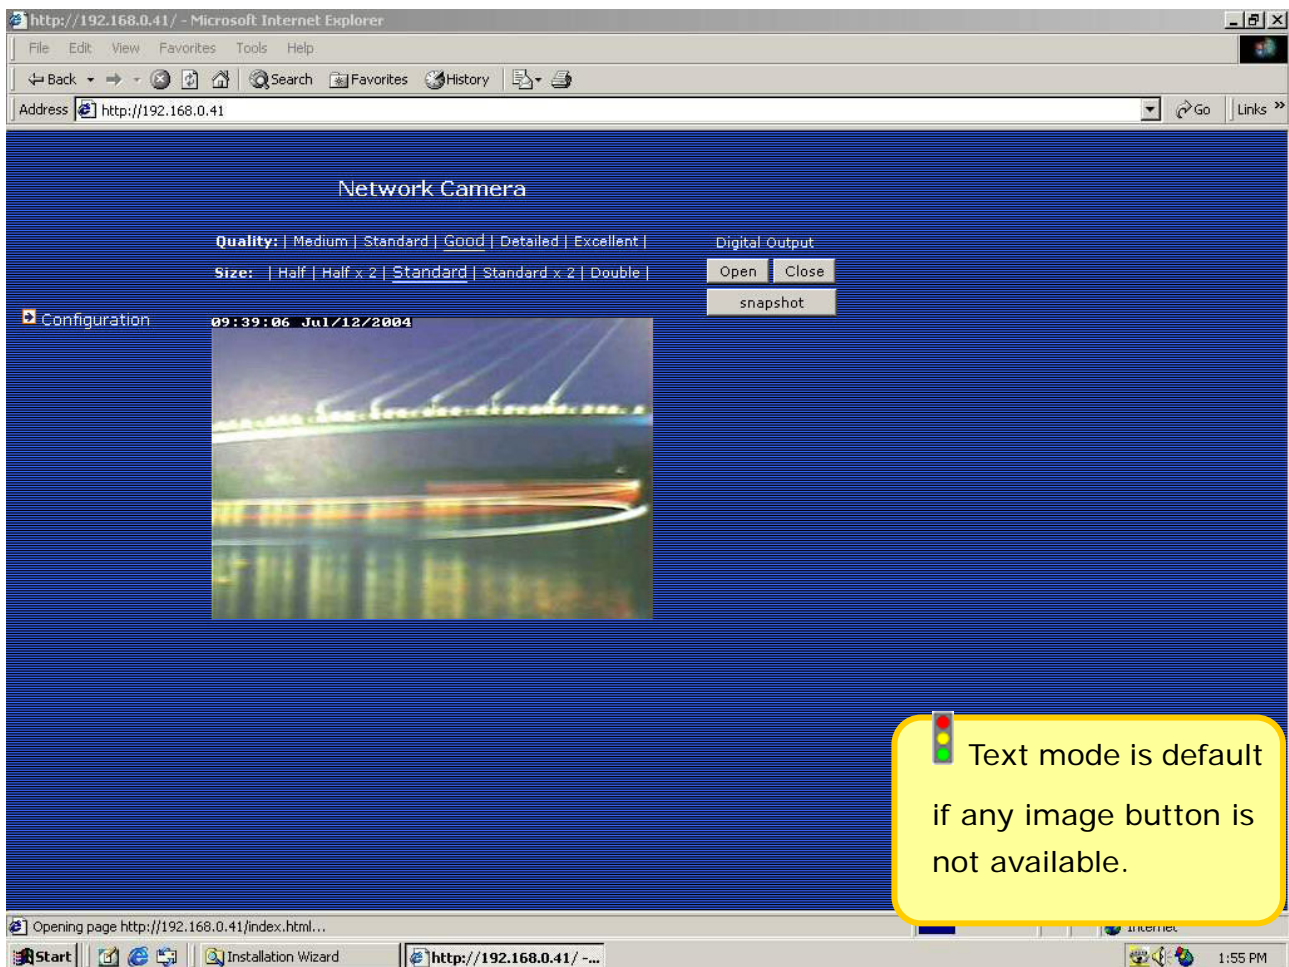 http://192.168.0.41/ - Microsoft Internet Explorer
File Edit View Favorites Tools Help
Back Search Favorites History
Address http://192.168.0.41 Go Links »
Network Camera
Quality: | Medium | Standard | Good | Detailed | Excellent |
Digital Output
Size: | Half | Half x 2 | Standard | Standard x 2 | Double |
Open Close
snapshot
Configuration
09:39:06 Jul/12/2004
Text mode is default
if any image button is
not available.
Opening page http://192.168.0.41/index.html...
Internet
Start Installation Wizard http://192.168.0.41/ -... 1:55 PM